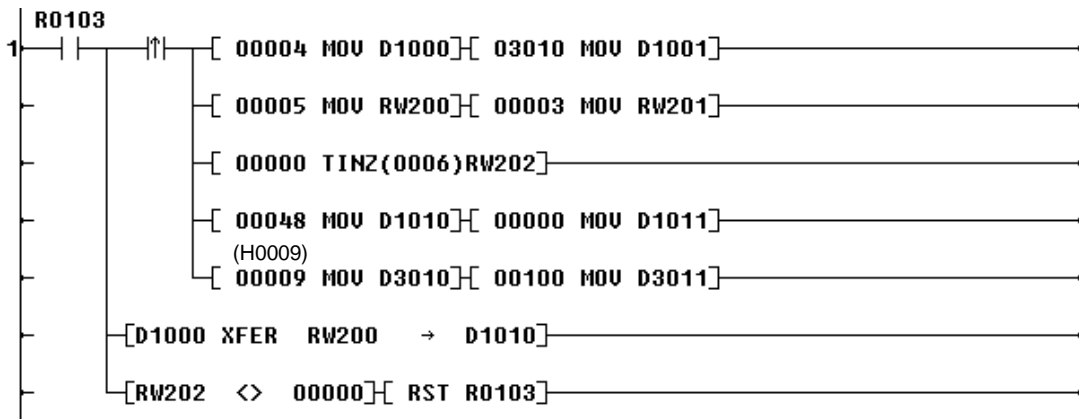 R0103
1 [ 00004 MOV D1000] [ 03010 MOV D1001]
[ 00005 MOV RW200] [ 00003 MOV RW201]
[ 00000 TINZ(0006)RW202]
[ 00048 MOV D1010] [ 00000 MOV D1011]
(H0009)
[ 00009 MOV D3010] [ 00100 MOV D3011]
[D1000 XFER RW200 → D1010]
[RW202 <> 00000] [ RST R0103]